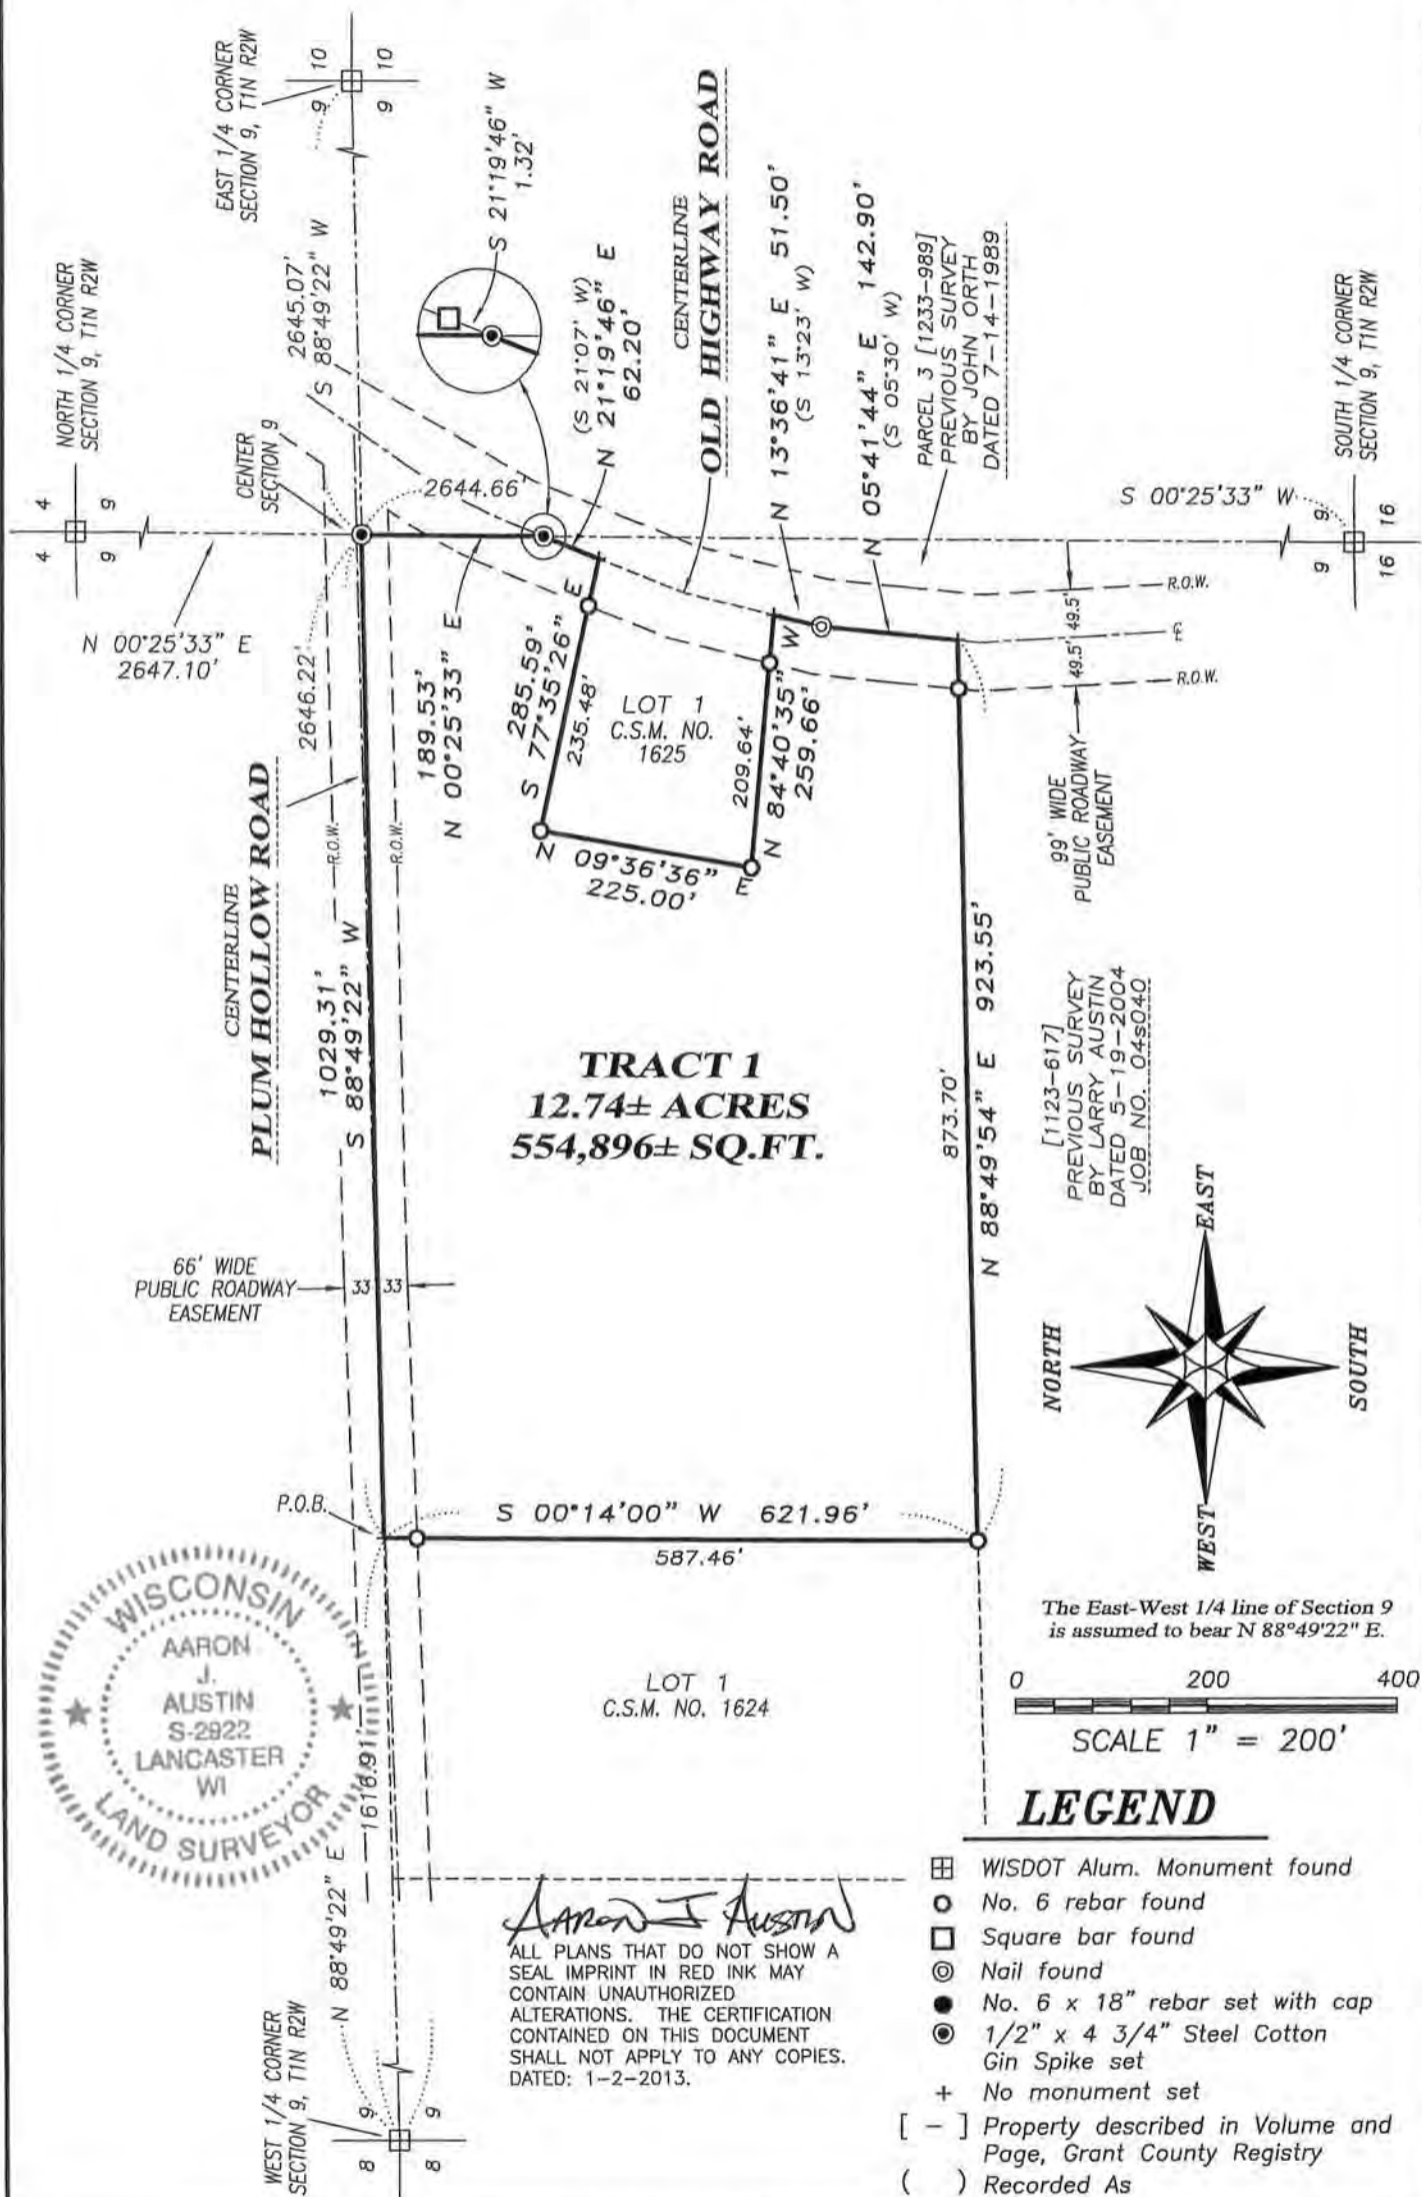 EAST 1/4 CORNER
SECTION 9, T1N R2W
10
10
9
9
NORTH 1/4 CORNER
SECTION 9, T1N R2W
4
4
9
9
2645.07'
S 88°49'22" W
S 21°19'46" W
1.32'
CENTER
SECTION 9
2644.66'
(S 21°07' W)
N 21°19'46" E
62.20'
CENTERLINE
OLD HIGHWAY ROAD
N 13°36'41" E 51.50'
(S 13°23' W)
N 05°41'44" E 142.90'
(S 05°30' W)
PARCEL 3 [1233-989]
PREVIOUS SURVEY
BY JOHN ORTH
DATED 7-14-1989
S 00°25'33" W
SOUTH 1/4 CORNER
SECTION 9, T1N R2W
9
9
16
16
N 00°25'33" E
2647.10'
2646.22'
189.53'
N 00°25'33" E
285.59'
S 77°35'26" E
235.48'
LOT 1
C.S.M. NO.
1625
209.64'
N 84°40'35" W
259.66'
N 09°36'36" E
225.00'
R.O.W.
49.5'
℄
49.5'
R.O.W.
99' WIDE
PUBLIC ROADWAY
EASEMENT
CENTERLINE
PLUM HOLLOW ROAD
R.O.W.
R.O.W.
1029.31'
S 88°49'22" W
TRACT 1
12.74± ACRES
554,896± SQ.FT.
873.70'
N 88°49'54" E 923.55'
[1123-617]
PREVIOUS SURVEY
BY LARRY AUSTIN
DATED 5-19-2004
JOB NO. 04s040
66' WIDE
PUBLIC ROADWAY
EASEMENT
33
33
EAST
NORTH
SOUTH
WEST
P.O.B.
S 00°14'00" W 621.96'
587.46'
LOT 1
C.S.M. NO. 1624
WISCONSIN
AARON
J.
AUSTIN
S-2922
LANCASTER
WI
LAND SURVEYOR
The East-West 1/4 line of Section 9
is assumed to bear N 88°49'22" E.
0 200 400
SCALE 1" = 200'
N 88°49'22" E 1616.91'
WEST 1/4 CORNER
SECTION 9, T1N R2W
9
9
8
8
AARON J AUSTIN
ALL PLANS THAT DO NOT SHOW A
SEAL IMPRINT IN RED INK MAY
CONTAIN UNAUTHORIZED
ALTERATIONS. THE CERTIFICATION
CONTAINED ON THIS DOCUMENT
SHALL NOT APPLY TO ANY COPIES.
DATED: 1-2-2013.
LEGEND
WISDOT Alum. Monument found
No. 6 rebar found
Square bar found
Nail found
No. 6 x 18" rebar set with cap
1/2" x 4 3/4" Steel Cotton
Gin Spike set
+ No monument set
[ - ] Property described in Volume and
Page, Grant County Registry
( ) Recorded As